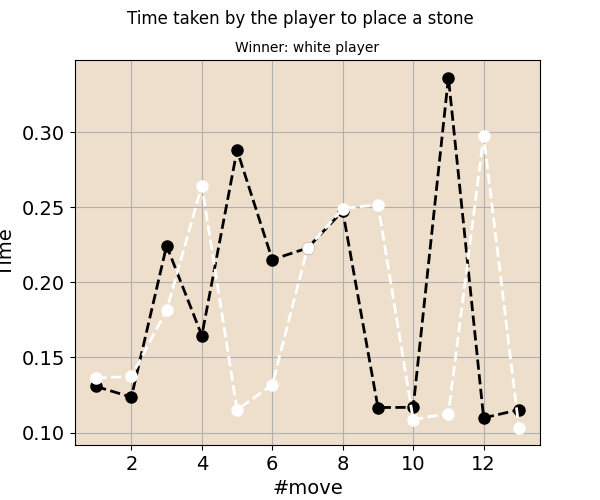 Time taken by the player to place a stone
Winner: white player
0.30
0.25
0.20
0.15
0.10
Time
2 4 6 8 10 12
#move